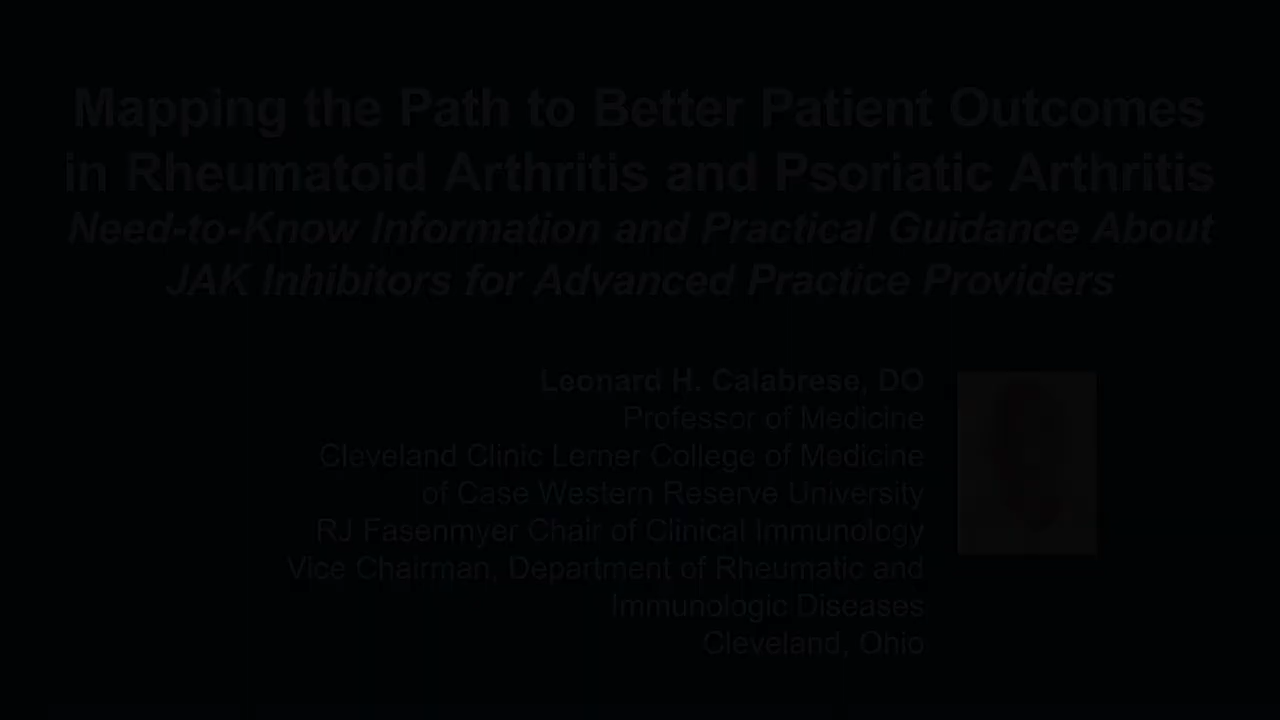 Mapping the Path to Better Patient Outcomes
in Rheumatoid Arthritis and Psoriatic Arthritis
Need-to-Know Information and Practical Guidance About
JAK Inhibitors for Advanced Practice Providers
Leonard H. Calabrese, DO
Professor of Medicine
Cleveland Clinic Lerner College of Medicine
of Case Western Reserve University
RJ Fasenmyer Chair of Clinical Immunology
Vice Chairman, Department of Rheumatic and
Immunologic Diseases
Cleveland, Ohio